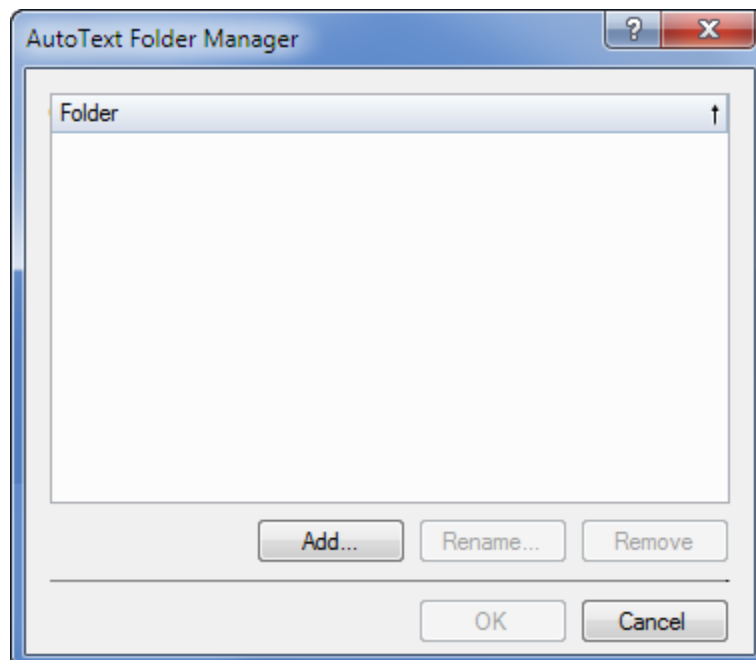 AutoText Folder Manager
?
Folder
Add...
Rename...
Remove
OK
Cancel